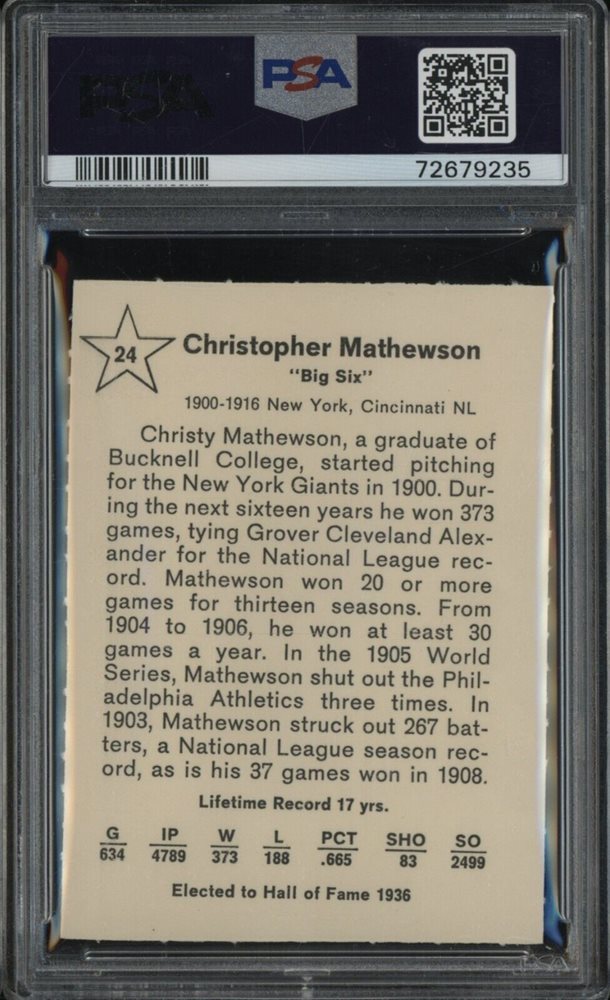 PSA
PSA
72679235
24
Christopher Mathewson
"Big Six"
1900-1916 New York, Cincinnati NL
Christy Mathewson, a graduate of
Bucknell College, started pitching
for the New York Giants in 1900. Dur-
ing the next sixteen years he won 373
games, tying Grover Cleveland Alex-
ander for the National League rec-
ord. Mathewson won 20 or more
games for thirteen seasons. From
1904 to 1906, he won at least 30
games a year. In the 1905 World
Series, Mathewson shut out the Phil-
adelphia Athletics three times. In
1903, Mathewson struck out 267 bat-
ters, a National League season rec-
ord, as is his 37 games won in 1908.
Lifetime Record 17 yrs.
G IP W L PCT SHO SO
634 4789 373 188 .665 83 2499
Elected to Hall of Fame 1936
PSA